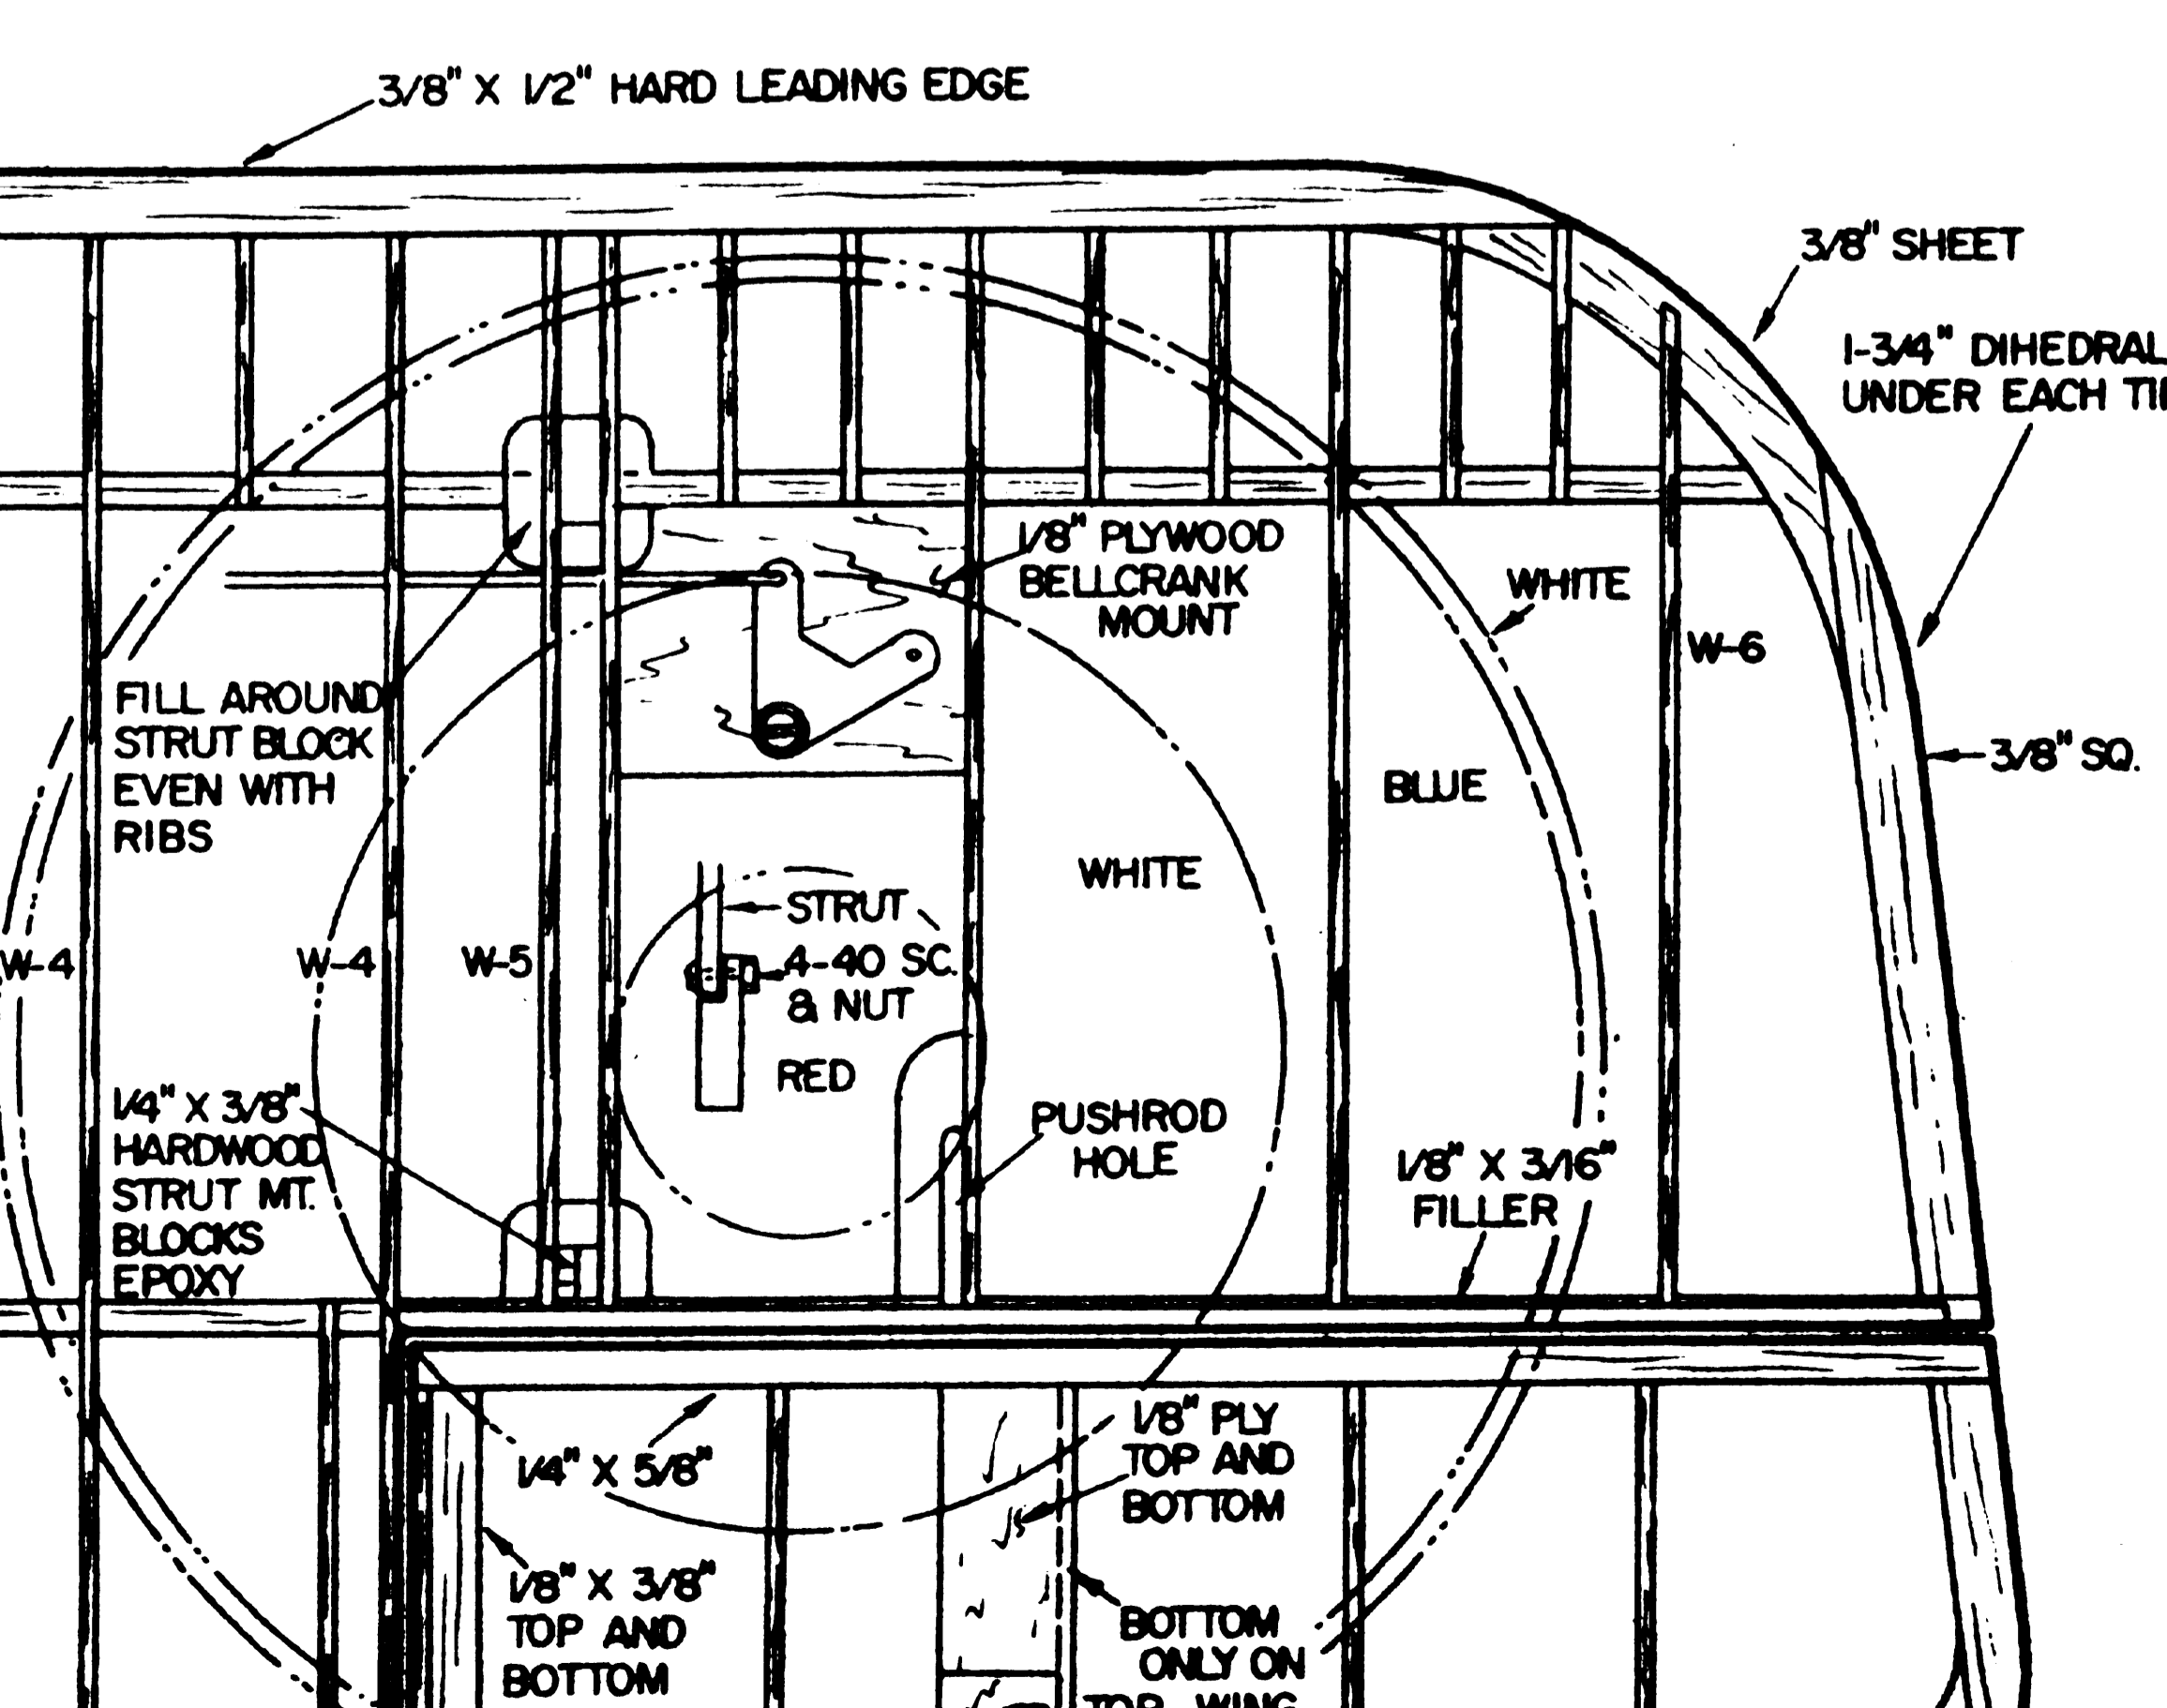 3/8" X 1/2" HARD LEADING EDGE
3/8" SHEET
1-3/4" DIHEDRAL
UNDER EACH
1/8" PLYWOOD
BELLCRANK
MOUNT
WHITE
W-6
FILL AROUND
STRUT BLOCK
EVEN WITH
RIBS
3/8" SQ.
BLUE
WHITE
STRUT
W-4
W-4
W-5
4-40 SC.
& NUT
RED
1/4" X 3/8"
HARDWOOD
STRUT MT.
BLOCKS
EPOXY
PUSHROD
HOLE
1/8" X 3/16"
FILLER
1/4" X 5/8"
1/8" PLY
TOP AND
BOTTOM
1/8" X 3/8"
TOP AND
BOTTOM
BOTTOM
ONLY ON
TOP WING